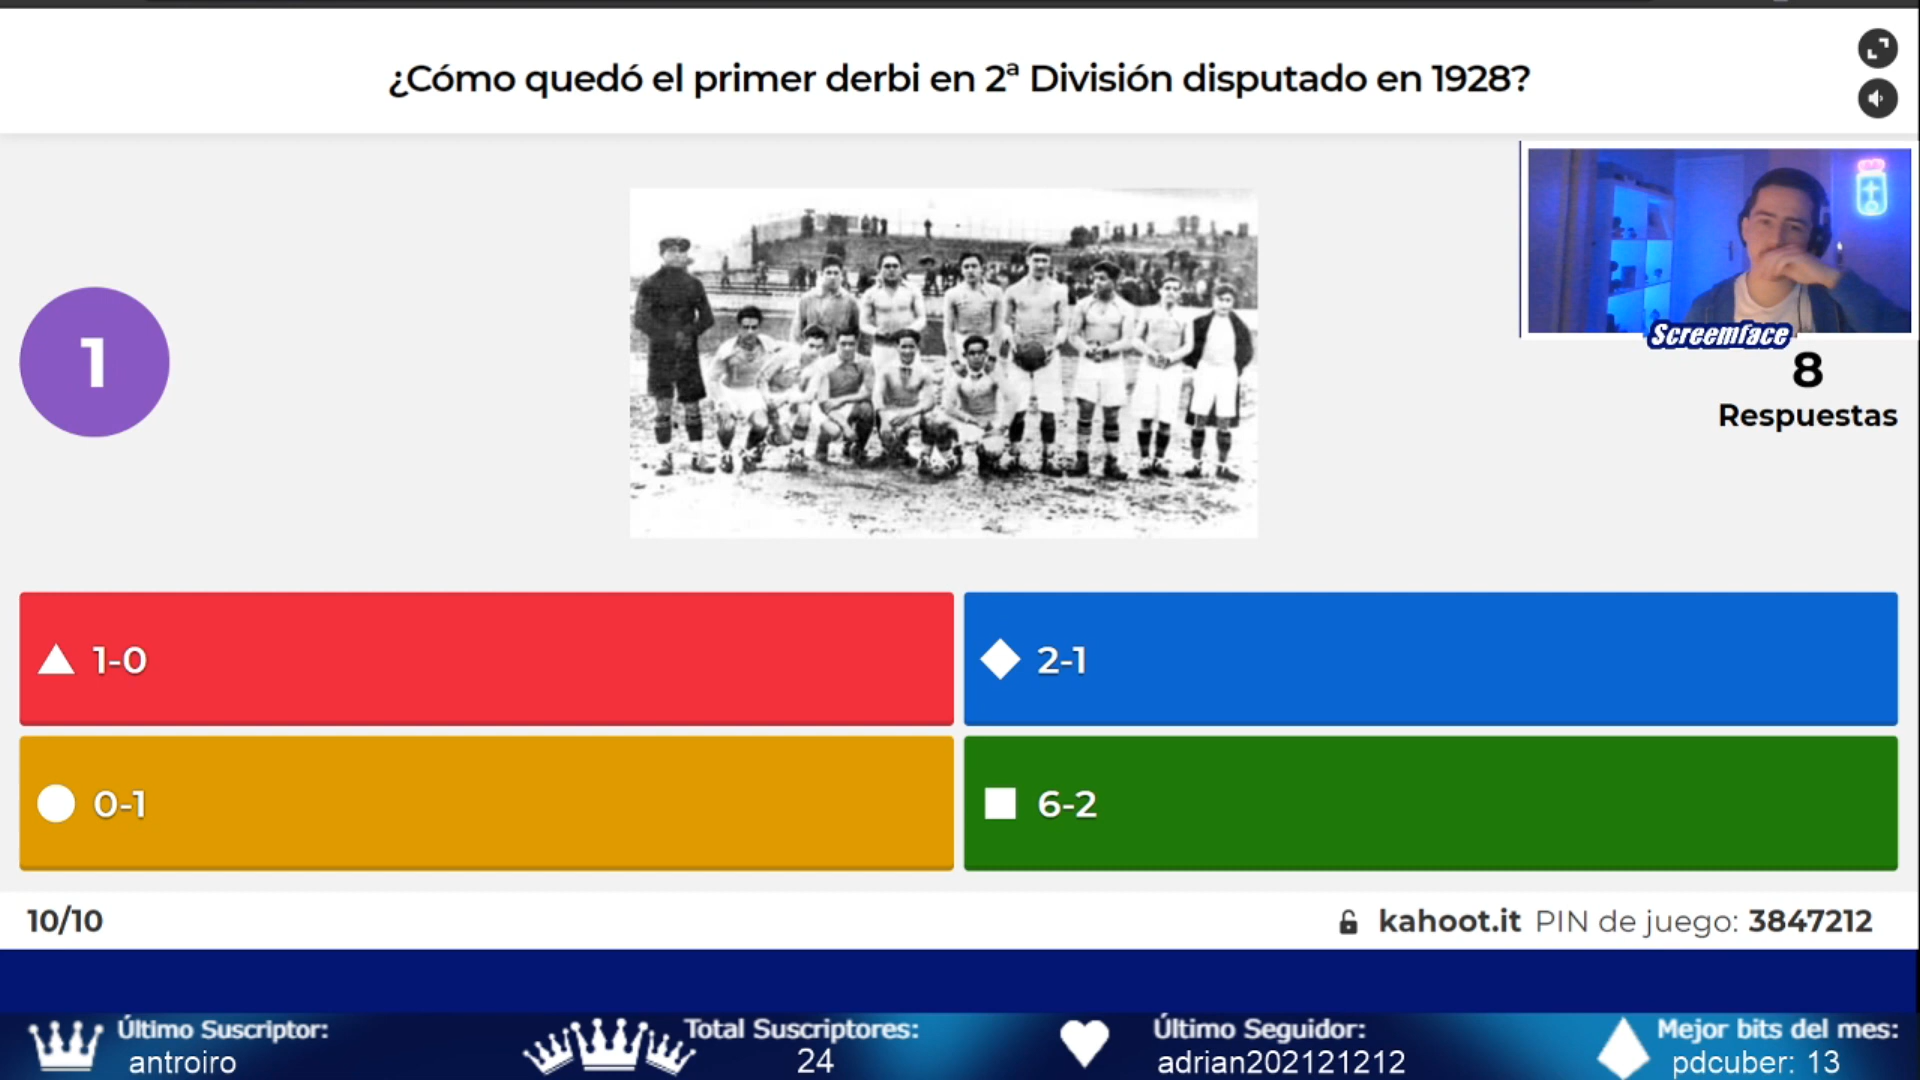 ¿Cómo quedó el primer derbi en 2ª División disputado en 1928?
Screemface
1
8
Respuestas
1-0
2-1
0-1
6-2
10/10
kahoot.it PIN de juego: 3847212
Último Suscriptor:
antroiro
Total Suscriptores:
24
Último Seguidor:
adrian202121212
Mejor bits del mes:
pdcuber: 13